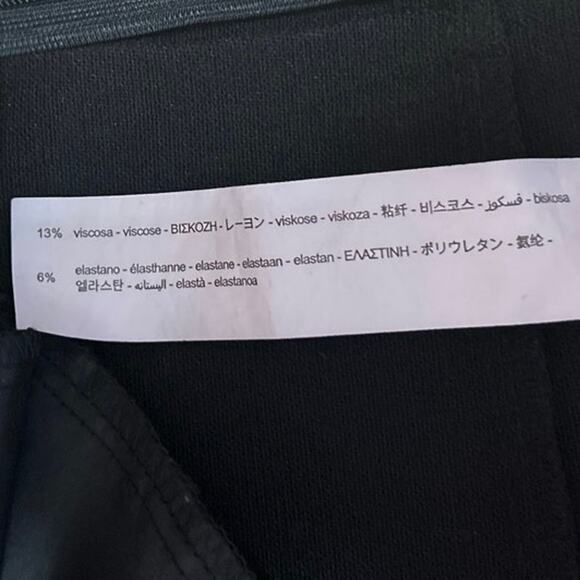 13% viscosa - viscose - ΒΙΣΚΟΖΗ - レーヨン - viskose - viskoza - 粘纤 - 비스코스 - فسكوز - biskosa
6% elastano - élasthanne - elastane - elastaan - elastan - ΕΛΑΣΤΙΝΗ - ポリウレタン - 氨纶 -
엘라스탄 - اليستانه - elastà - elastanoa